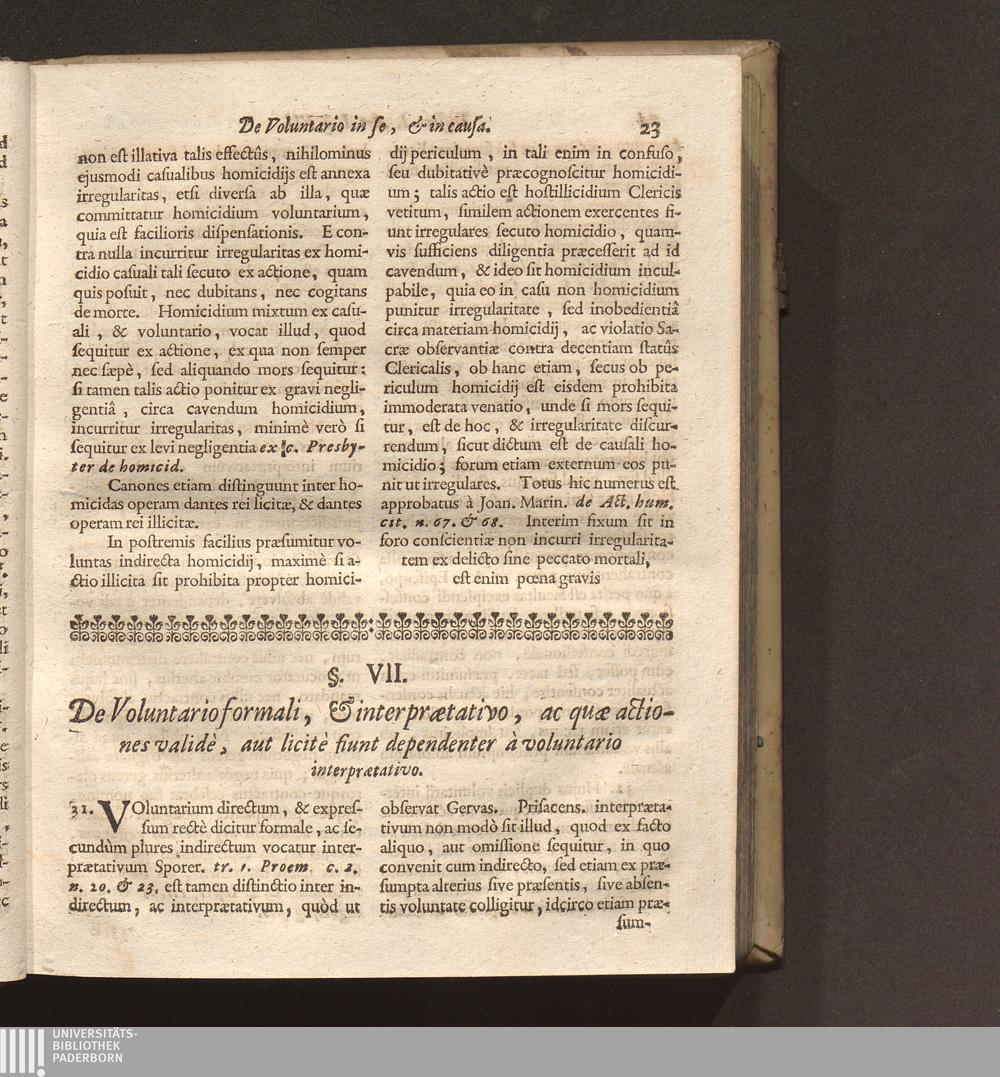 De Voluntario in ſe, & in cauſa. 23
non eſt illativa talis effectûs, nihilominus
ejusmodi caſualibus homicidijs eſt annexa
irregularitas, etſi diverſa ab illa, quæ
committatur homicidium voluntarium,
quia eſt facilioris diſpenſationis. E con-
tra nulla incurritur irregularitas ex homi-
cidio caſuali tali ſecuto ex actione, quam
quis poſuit, nec dubitans, nec cogitans
de morte. Homicidium mixtum ex caſu-
ali, & voluntario, vocat illud, quod
ſequitur ex actione, ex qua non ſemper
nec ſæpè, ſed aliquando mors ſequitur:
ſi tamen talis actio ponitur ex gravi negli-
gentiâ, circa cavendum homicidium,
incurritur irregularitas, minimè verò ſi
ſequitur ex levi negligentia ex c. Presby-
ter de homicid.
Canones etiam diſtinguunt inter ho-
micidas operam dantes rei licitæ, & dantes
operam rei illicitæ.
In poſtremis facilius præſumitur vo-
luntas indirecta homicidij, maximè ſi a-
ctio illicita ſit prohibita propter homici-
dij periculum, in tali enim in confuſo,
ſeu dubitativè præcognoſcitur homicidi-
um; talis actio eſt hoſtillicidium Clericis
vetitum, ſimilem actionem exercentes fi-
unt irregulares ſecuto homicidio, quam-
vis ſufficiens diligentia præceſſerit ad id
cavendum, & ideo ſit homicidium incul-
pabile, quia eo in caſu non homicidium
punitur irregularitate, ſed inobedientiâ
circa materiam homicidij, ac violatio Sa-
cræ obſervantiæ contra decentiam ſtatûs
Clericalis, ob hanc etiam, ſecus ob pe-
riculum homicidij eſt eisdem prohibita
immoderata venatio, unde ſi mors ſequi-
tur, eſt de hoc, & irregularitate diſcur-
rendum, ſicut dictum eſt de cauſali ho-
micidio; forum etiam externum eos pu-
nit ut irregulares. Totus hic numerus eſt
approbatus à Joan. Marin. de Act. hum.
cit. n. 67. & 68. Interim fixum ſit in
foro conſcientiæ non incurri irregularita-
tem ex delicto ſine peccato mortali,
eſt enim pœna gravis
§. VII.
De Voluntario formali, & interprætativo, ac quæ actio-
nes validè, aut licitè fiunt dependenter à voluntario
interprætativo.
31. VOluntarium directum, & expreſ-
ſum rectè dicitur formale, ac ſe-
cundùm plures indirectum vocatur inter-
prætativum Sporer. tr. 1. Proem. c. 2.
n. 20. & 23. eſt tamen diſtinctio inter in-
directum, ac interprætativum, quòd ut
obſervat Gervas. Priſacens. interpræta-
tivum non modò ſit illud, quod ex facto
aliquo, aut omiſſione ſequitur, in quo
convenit cum indirecto, ſed etiam ex præ-
ſumpta alterius ſive præſentis, ſive abſen-
tis voluntate colligitur, idcirco etiam præ-
ſum-
UNIVERSITÄTS-
BIBLIOTHEK
PADERBORN